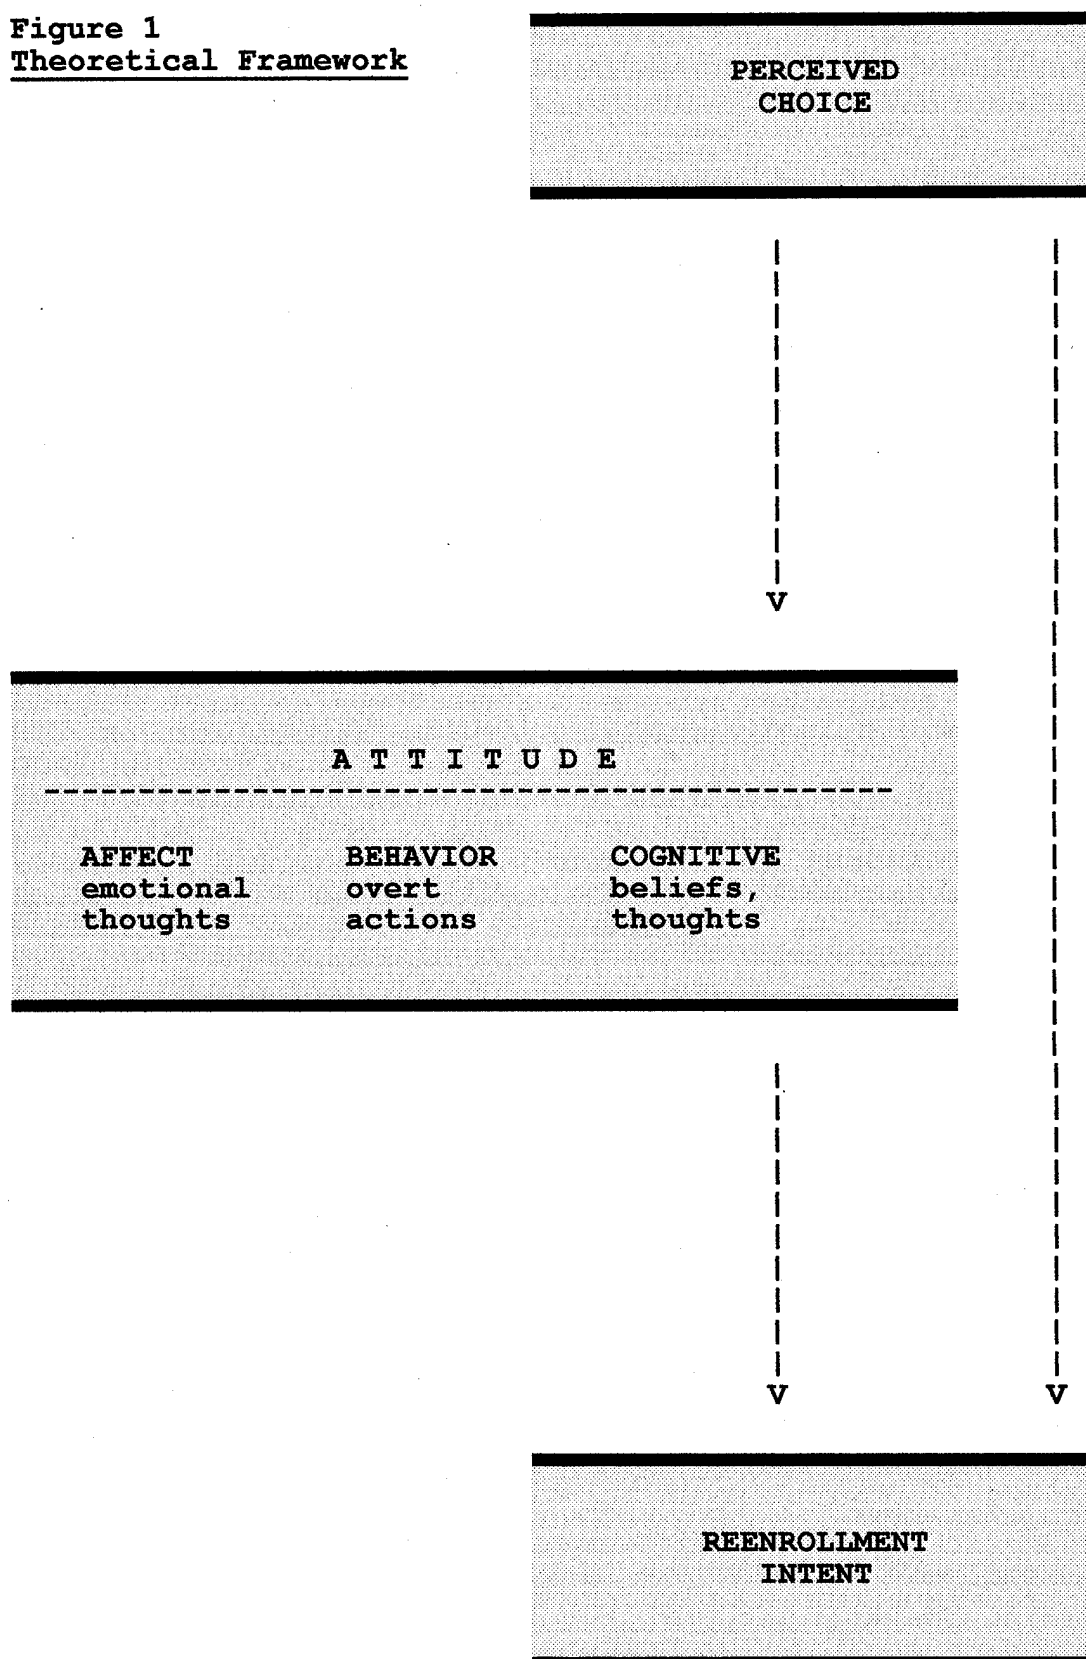 Figure 1
Theoretical Framework
PERCEIVED
CHOICE
V
A T T I T U D E
AFFECT
emotional
thoughts
BEHAVIOR
overt
actions
COGNITIVE
beliefs,
thoughts
V
V
REENROLLMENT
INTENT